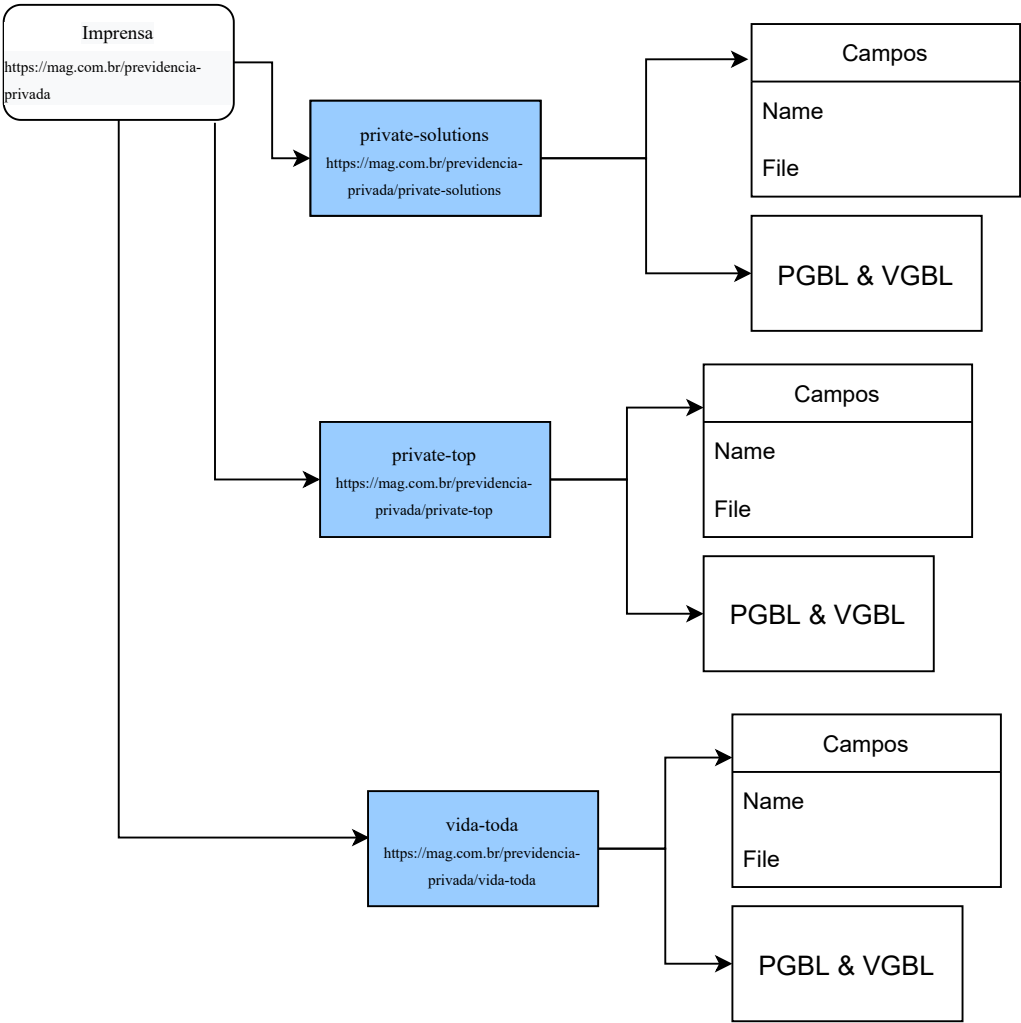 Imprensa
https://mag.com.br/previdencia-
privada
private-solutions
https://mag.com.br/previdencia-
privada/private-solutions
Campos
Name
File
PGBL & VGBL
private-top
https://mag.com.br/previdencia-
privada/private-top
Campos
Name
File
PGBL & VGBL
vida-toda
https://mag.com.br/previdencia-
privada/vida-toda
Campos
Name
File
PGBL & VGBL